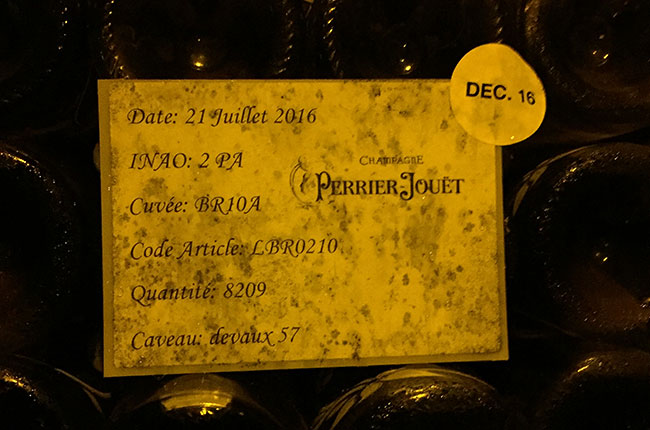 DEC. 16
Date: 21 Juillet 2016
INAO: 2 PA
CHAMPAGNE
PERRIER-JOUËT
Cuvée: BR10A
Code Article: LBR0210
Quantité: 8209
Caveau: devaux 57